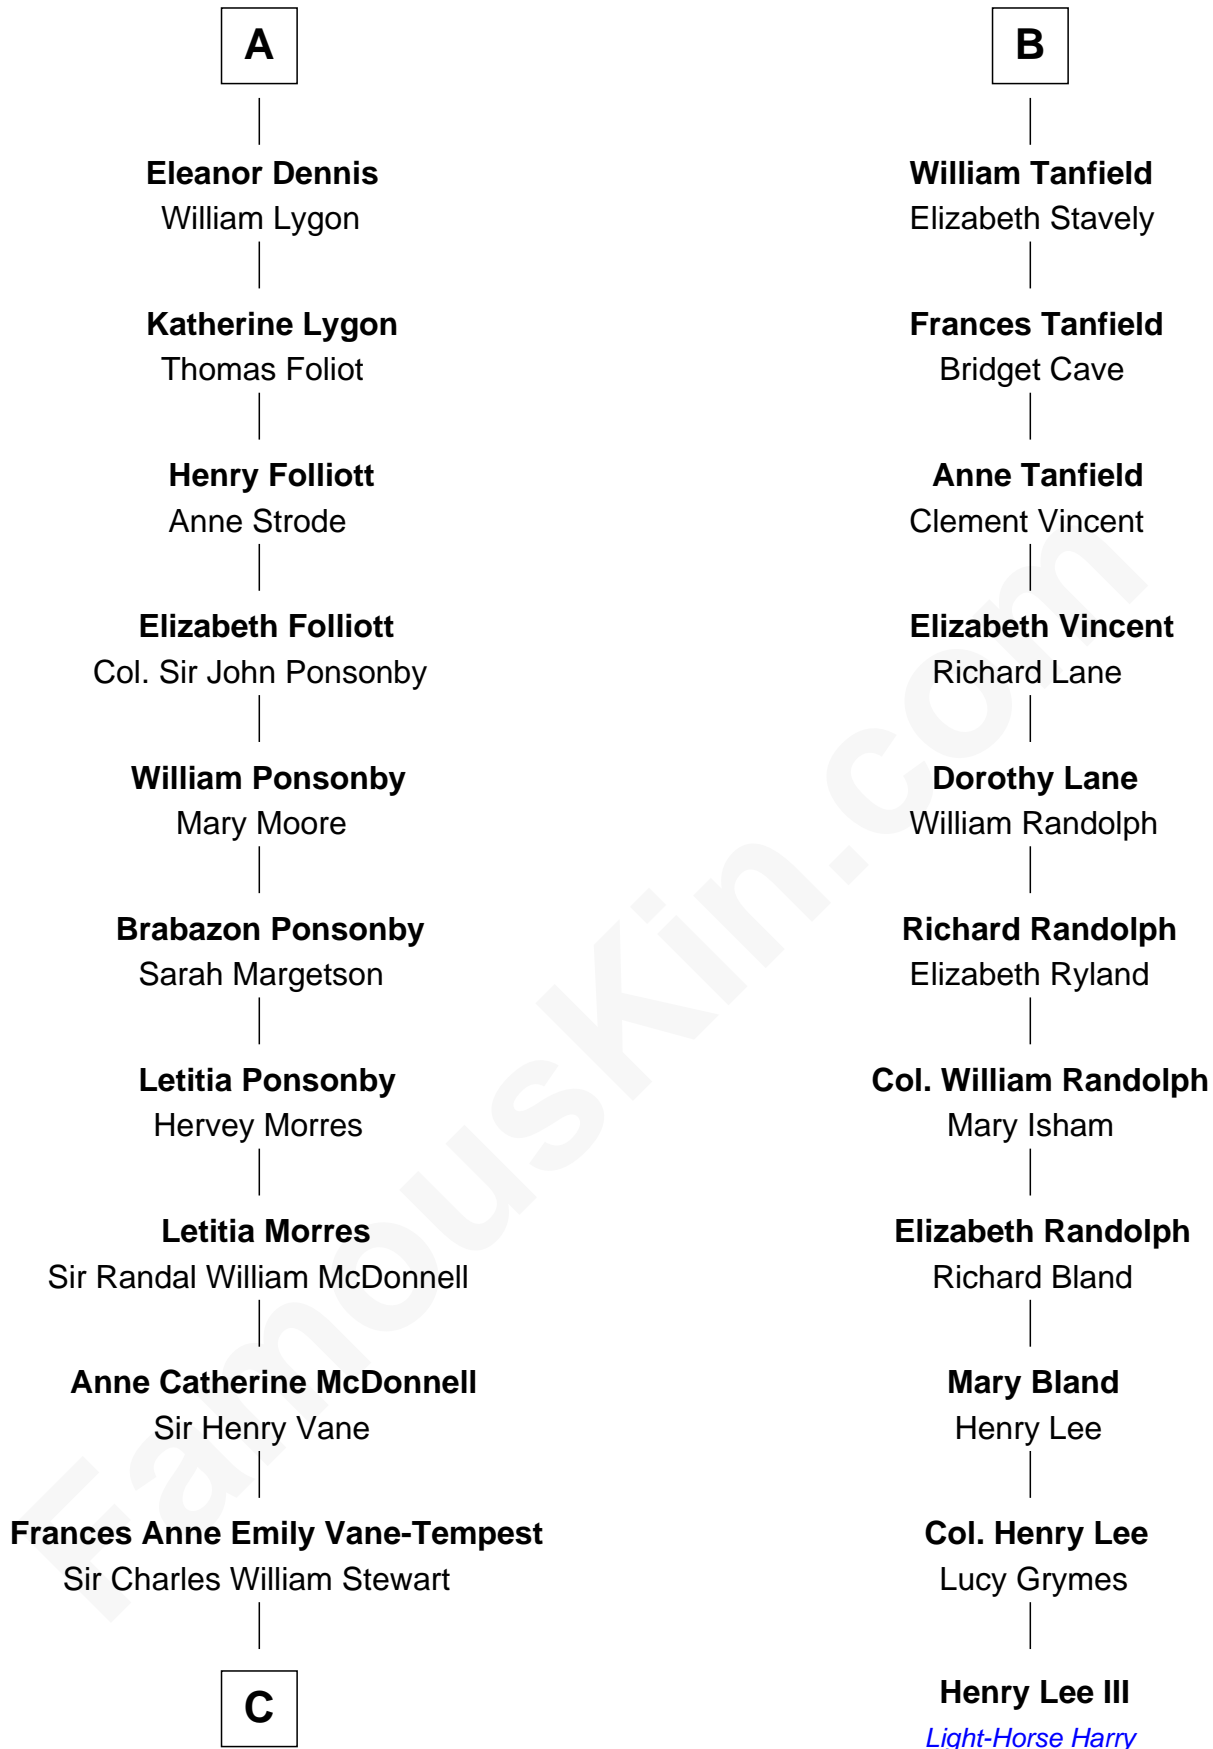 A
Eleanor Dennis
William Lygon
Katherine Lygon
Thomas Foliot
Henry Folliott
Anne Strode
Elizabeth Folliott
Col. Sir John Ponsonby
William Ponsonby
Mary Moore
Brabazon Ponsonby
Sarah Margetson
Letitia Ponsonby
Hervey Morres
Letitia Morres
Sir Randal William McDonnell
Anne Catherine McDonnell
Sir Henry Vane
Frances Anne Emily Vane-Tempest
Sir Charles William Stewart
C
B
William Tanfield
Elizabeth Stavely
Frances Tanfield
Bridget Cave
Anne Tanfield
Clement Vincent
Elizabeth Vincent
Richard Lane
Dorothy Lane
William Randolph
Richard Randolph
Elizabeth Ryland
Col. William Randolph
Mary Isham
Elizabeth Randolph
Richard Bland
Mary Bland
Henry Lee
Col. Henry Lee
Lucy Grymes
Henry Lee III
Light-Horse Harry
FamousKin.com